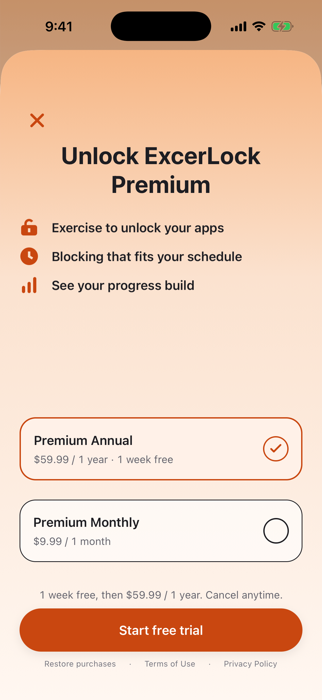 9:41
Unlock ExcerLock
Premium
Exercise to unlock your apps
Blocking that fits your schedule
See your progress build
Premium Annual
$59.99 / 1 year · 1 week free
Premium Monthly
$9.99 / 1 month
1 week free, then $59.99 / 1 year. Cancel anytime.
Start free trial
Restore purchases · Terms of Use · Privacy Policy